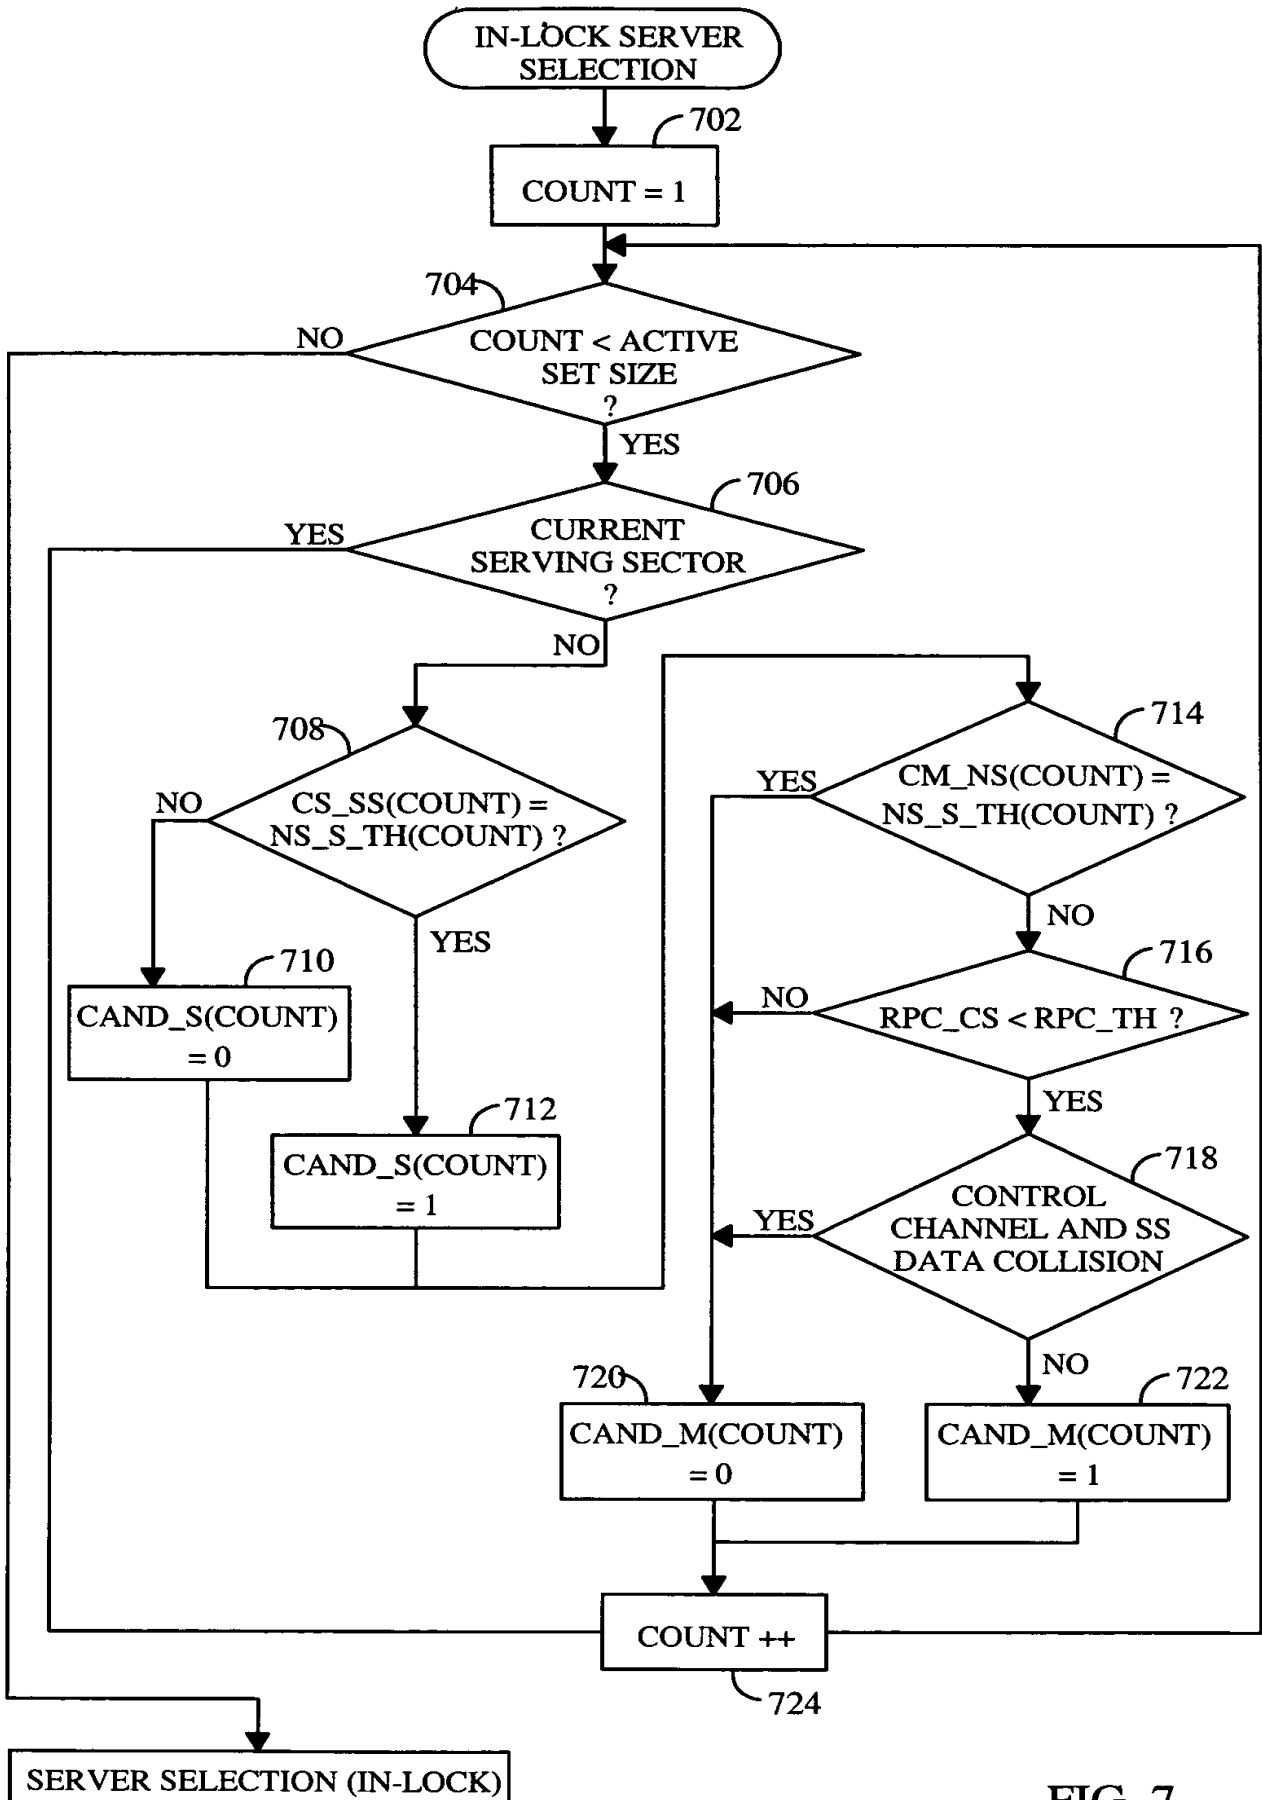 IN-LOCK SERVER
SELECTION
702
COUNT = 1
704
NO
COUNT < ACTIVE
SET SIZE
?
YES
706
YES
CURRENT
SERVING SECTOR
?
NO
708
NO
CS_SS(COUNT) =
NS_S_TH(COUNT) ?
YES
710
CAND_S(COUNT)
= 0
712
CAND_S(COUNT)
= 1
714
YES
CM_NS(COUNT) =
NS_S_TH(COUNT) ?
NO
716
NO
RPC_CS < RPC_TH ?
YES
718
YES
CONTROL
CHANNEL AND SS
DATA COLLISION
NO
720
CAND_M(COUNT)
= 0
722
CAND_M(COUNT)
= 1
COUNT ++
724
SERVER SELECTION (IN-LOCK)
FIG. 7